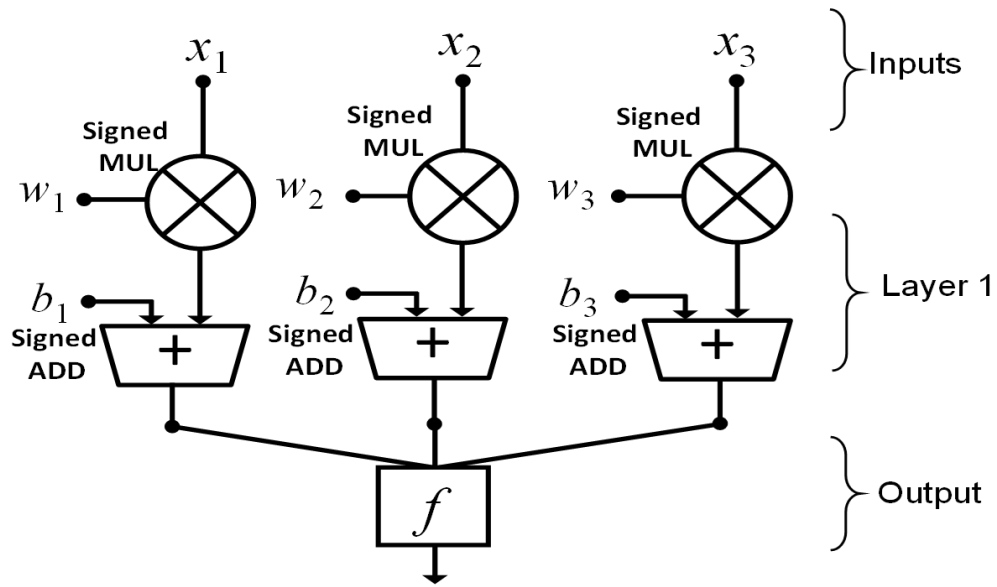 x1
x2
x3
Inputs
Signed
MUL
Signed
MUL
Signed
MUL
w1
w2
w3
b1
b2
b3
Layer 1
Signed
ADD
+
Signed
ADD
+
Signed
ADD
+
f
Output